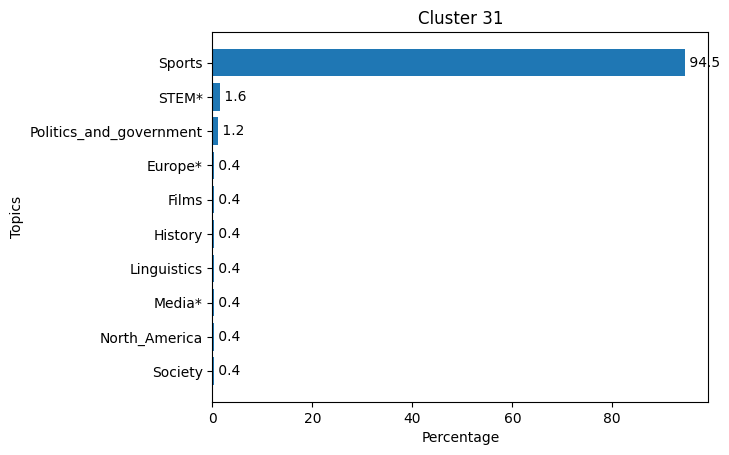 Cluster 31
Sports 94.5
STEM* 1.6
Politics_and_government 1.2
Europe* 0.4
Films 0.4
History 0.4
Linguistics 0.4
Media* 0.4
North_America 0.4
Society 0.4
Topics
0 20 40 60 80
Percentage